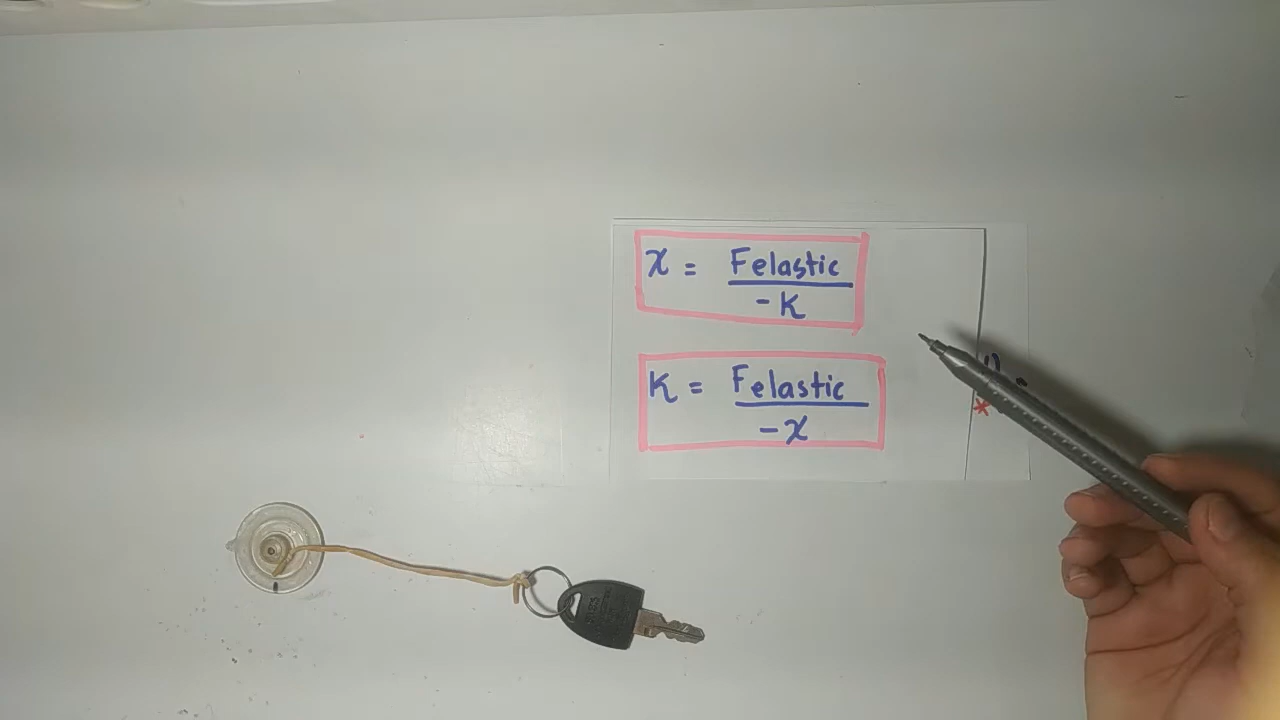 x = Felastic
-K
K = Felastic
-x
*